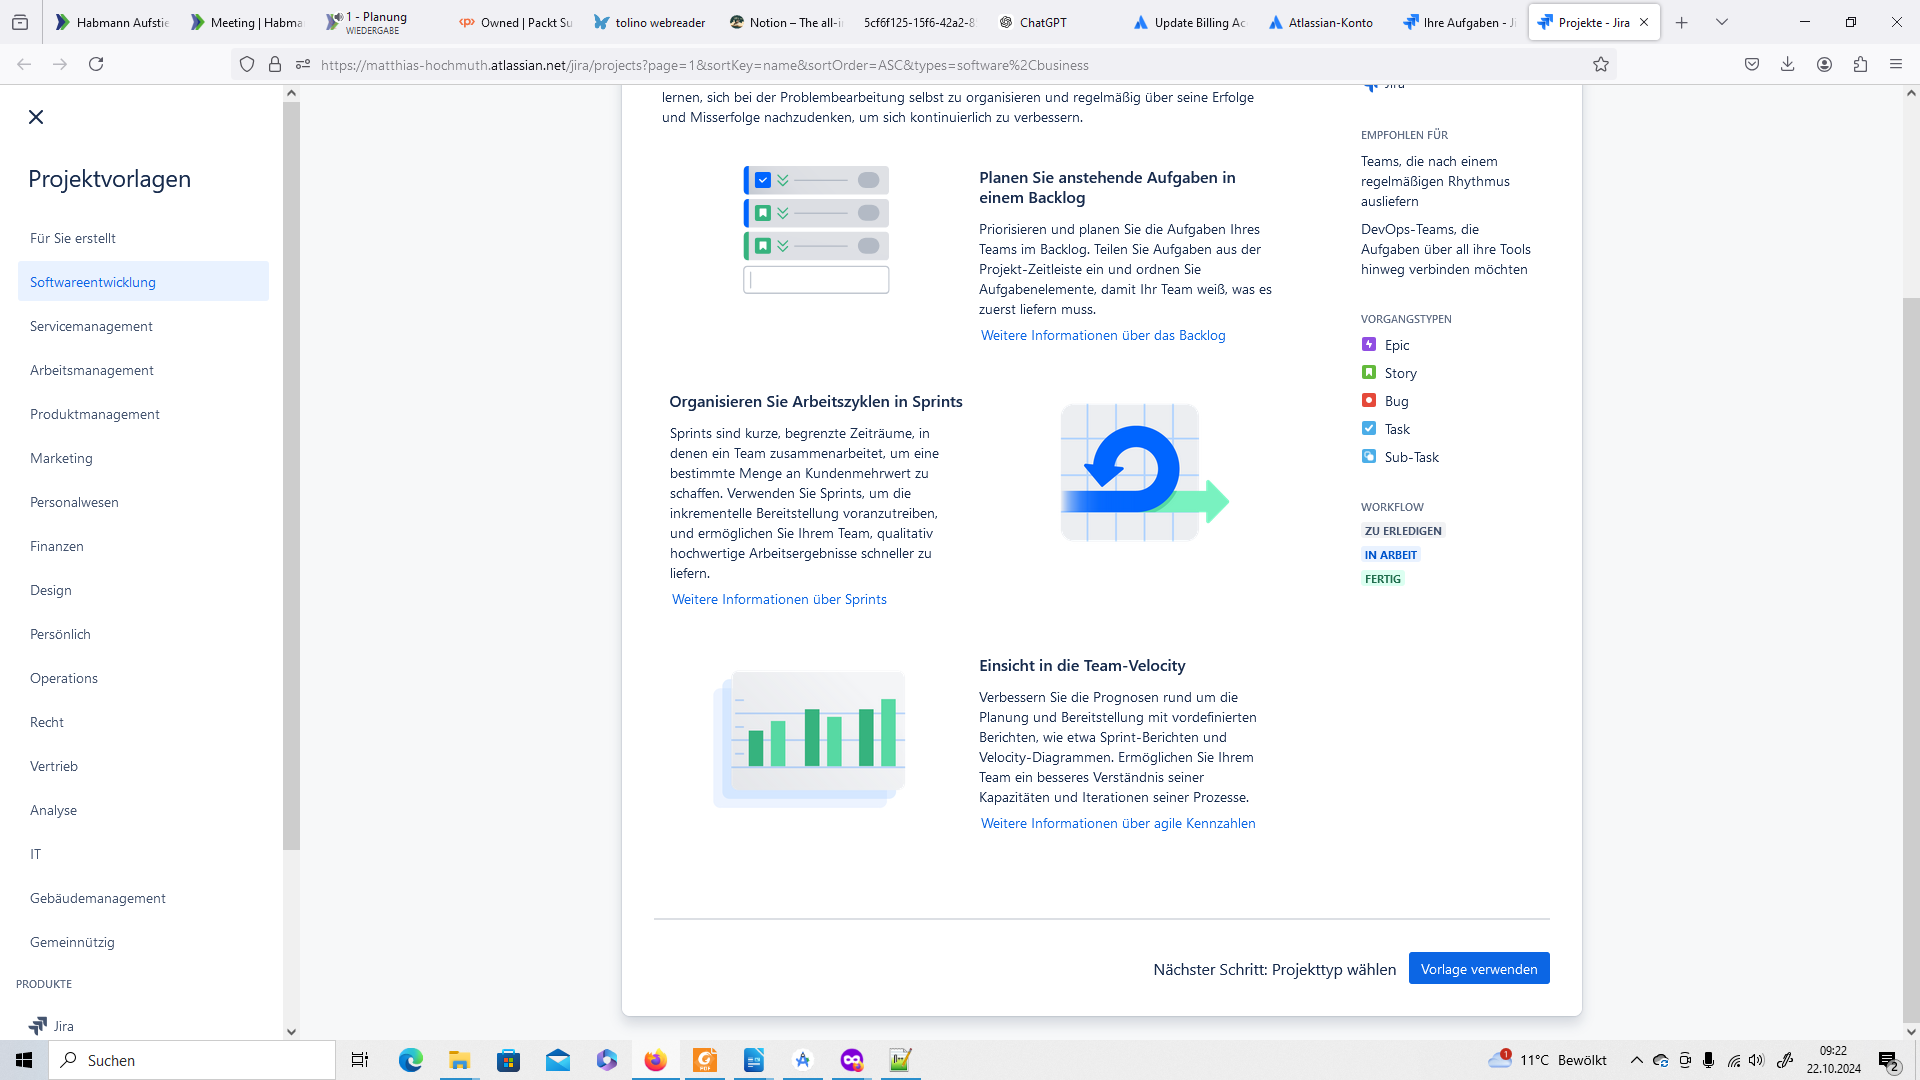 Habmann Aufstie
Meeting | Habma
1 - Planung
WIEDERGABE
Owned | Packt Su
tolino webreader
Notion – The all-i
5cf6f125-15f6-42a2-8
ChatGPT
Update Billing Ac
Atlassian-Konto
Ihre Aufgaben - Ji
Projekte - Jira
https://matthias-hochmuth.atlassian.net/jira/projects?page=1&sortKey=name&sortOrder=ASC&types=software%2Cbusiness
Projektvorlagen
Für Sie erstellt
Softwareentwicklung
Servicemanagement
Arbeitsmanagement
Produktmanagement
Marketing
Personalwesen
Finanzen
Design
Persönlich
Operations
Recht
Vertrieb
Analyse
IT
Gebäudemanagement
Gemeinnützig
PRODUKTE
Jira
lernen, sich bei der Problembearbeitung selbst zu organisieren und regelmäßig über seine Erfolge
und Misserfolge nachzudenken, um sich kontinuierlich zu verbessern.
Planen Sie anstehende Aufgaben in
einem Backlog
Priorisieren und planen Sie die Aufgaben Ihres
Teams im Backlog. Teilen Sie Aufgaben aus der
Projekt-Zeitleiste ein und ordnen Sie
Aufgabenelemente, damit Ihr Team weiß, was es
zuerst liefern muss.
Weitere Informationen über das Backlog
Organisieren Sie Arbeitszyklen in Sprints
Sprints sind kurze, begrenzte Zeiträume, in
denen ein Team zusammenarbeitet, um eine
bestimmte Menge an Kundenmehrwert zu
schaffen. Verwenden Sie Sprints, um die
inkrementelle Bereitstellung voranzutreiben,
und ermöglichen Sie Ihrem Team, qualitativ
hochwertige Arbeitsergebnisse schneller zu
liefern.
Weitere Informationen über Sprints
Einsicht in die Team-Velocity
Verbessern Sie die Prognosen rund um die
Planung und Bereitstellung mit vordefinierten
Berichten, wie etwa Sprint-Berichten und
Velocity-Diagrammen. Ermöglichen Sie Ihrem
Team ein besseres Verständnis seiner
Kapazitäten und Iterationen seiner Prozesse.
Weitere Informationen über agile Kennzahlen
Jira
EMPFOHLEN FÜR
Teams, die nach einem
regelmäßigen Rhythmus
ausliefern
DevOps-Teams, die
Aufgaben über all ihre Tools
hinweg verbinden möchten
VORGANGSTYPEN
Epic
Story
Bug
Task
Sub-Task
WORKFLOW
ZU ERLEDIGEN
IN ARBEIT
FERTIG
Nächster Schritt: Projekttyp wählen
Vorlage verwenden
Suchen
1
11°C Bewölkt
09:22
22.10.2024
2